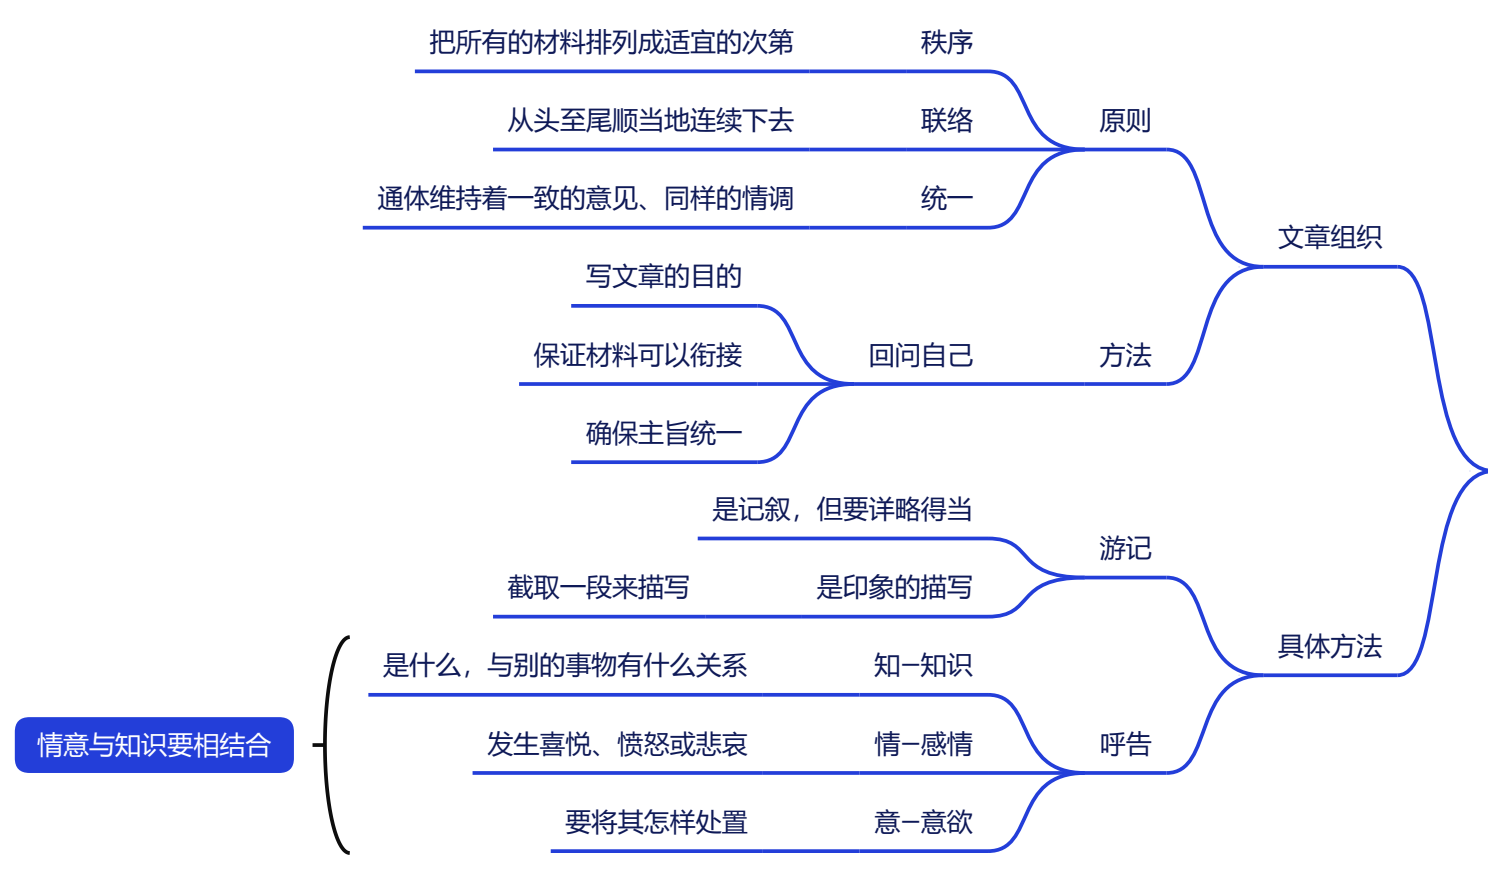 把所有的材料排列成适宜的次第
秩序
从头至尾顺当地连续下去
联络
原则
通体维持着一致的意见、同样的情调
统一
文章组织
写文章的目的
保证材料可以衔接
回问自己
方法
确保主旨统一
是记叙，但要详略得当
游记
截取一段来描写
是印象的描写
具体方法
是什么，与别的事物有什么关系
知—知识
情意与知识要相结合
发生喜悦、愤怒或悲哀
情—感情
呼告
要将其怎样处置
意—意欲